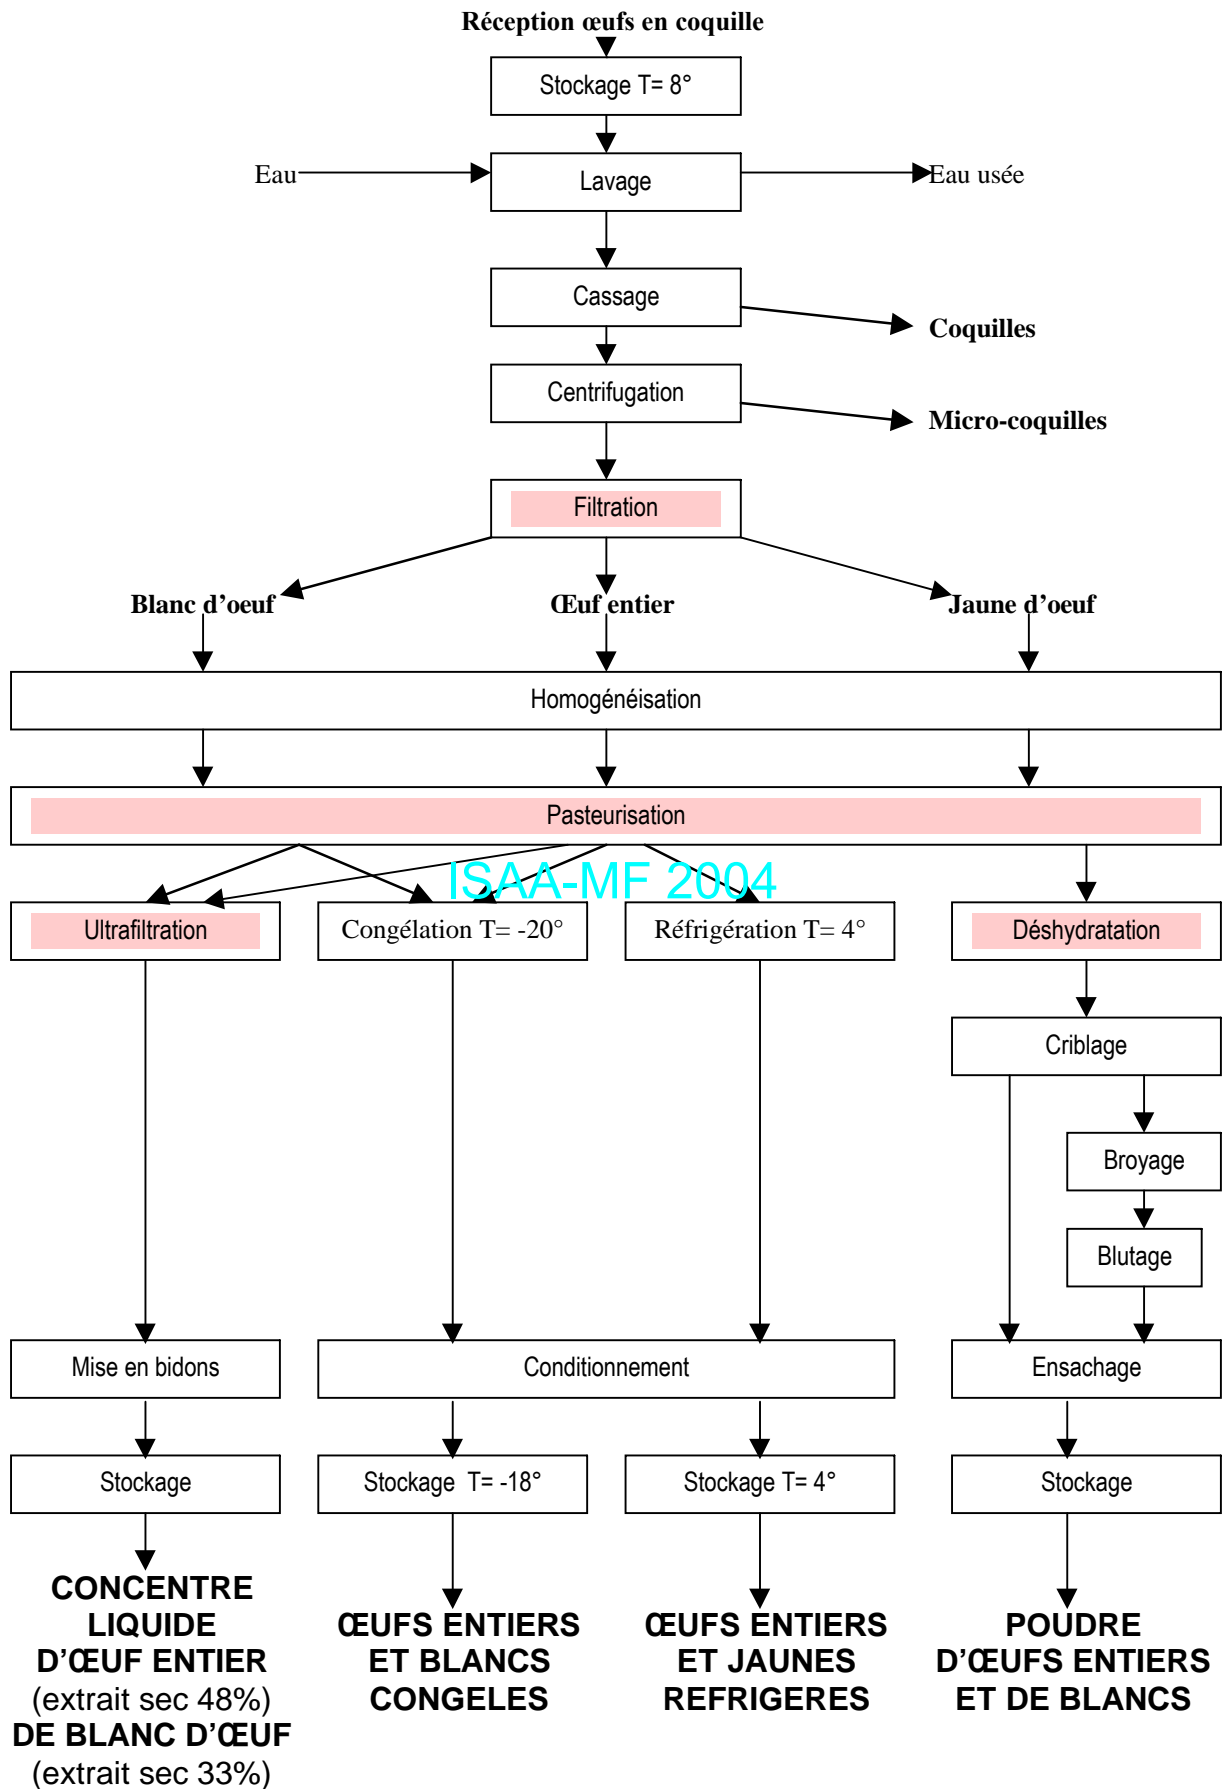 Réception œufs en coquille
Stockage T= 8°
Eau
Lavage
Eau usée
Cassage
Coquilles
Centrifugation
Micro-coquilles
Filtration
Blanc d’oeuf
Œuf entier
Jaune d’oeuf
Homogénéisation
Pasteurisation
ISAA-MF 2004
Ultrafiltration
Congélation T= -20°
Réfrigération T= 4°
Déshydratation
Criblage
Broyage
Blutage
Mise en bidons
Conditionnement
Ensachage
Stockage
Stockage T= -18°
Stockage T= 4°
Stockage
CONCENTRE
LIQUIDE
D’ŒUF ENTIER
(extrait sec 48%)
DE BLANC D’ŒUF
(extrait sec 33%)
ŒUFS ENTIERS
ET BLANCS
CONGELES
ŒUFS ENTIERS
ET JAUNES
REFRIGERES
POUDRE
D’ŒUFS ENTIERS
ET DE BLANCS